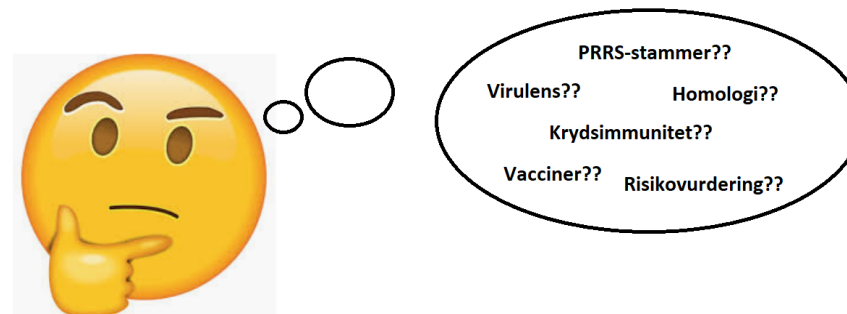 PRRS-stammer??
Virulens??
Homologi??
Krydsimmunitet??
Vacciner??
Risikovurdering??